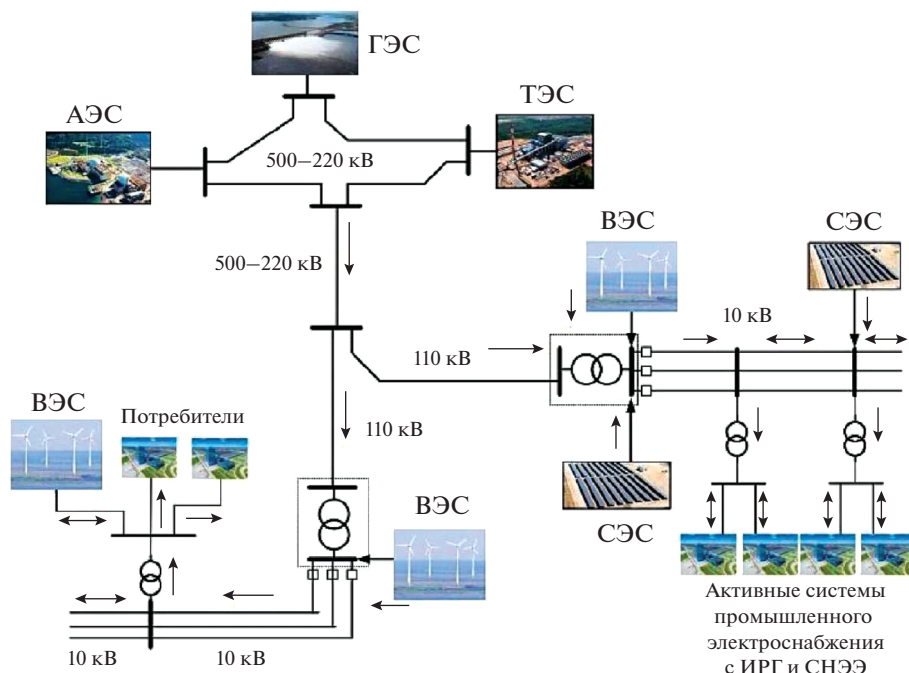 ГЭС
АЭС
ТЭС
500–220 кВ
ВЭС
СЭС
500–220 кВ
10 кВ
110 кВ
ВЭС
Потребители
110 кВ
ВЭС
СЭС
Активные системы
промышленного
электроснабжения
с ИРГ и СНЭЭ
10 кВ
10 кВ